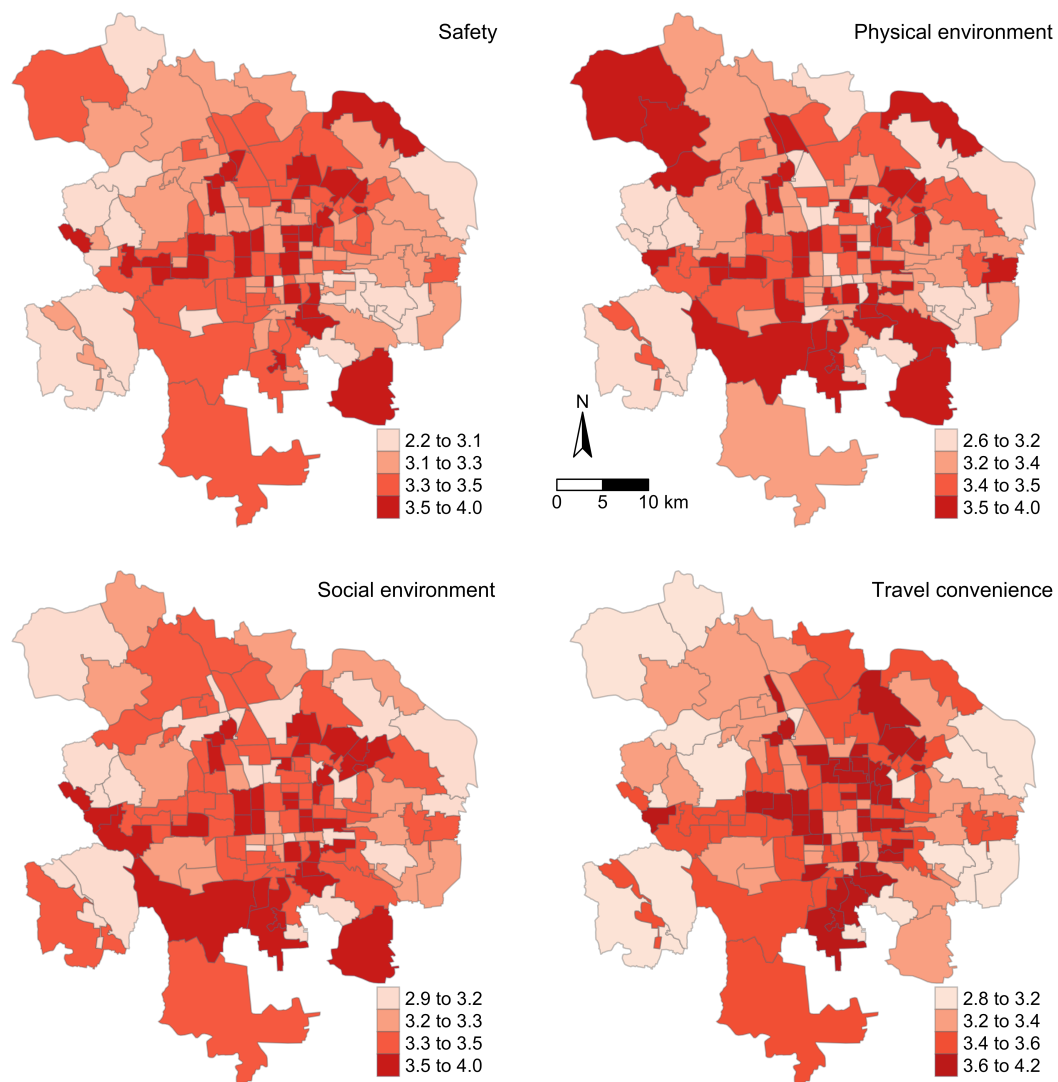 Safety
2.2 to 3.1
3.1 to 3.3
3.3 to 3.5
3.5 to 4.0
Physical environment
N
0 5 10 km
2.6 to 3.2
3.2 to 3.4
3.4 to 3.5
3.5 to 4.0
Social environment
2.9 to 3.2
3.2 to 3.3
3.3 to 3.5
3.5 to 4.0
Travel convenience
2.8 to 3.2
3.2 to 3.4
3.4 to 3.6
3.6 to 4.2